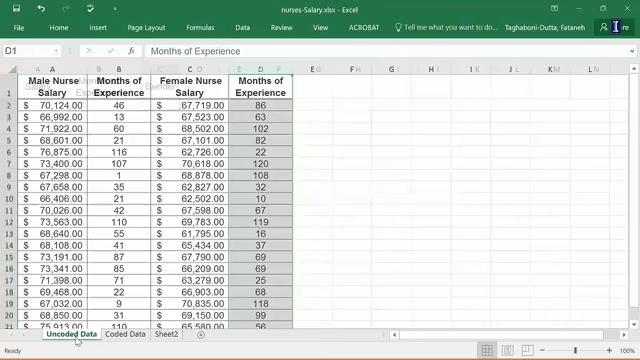 nurses-Salary.xlsx - Excel
File Home Insert Page Layout Formulas Data Review View ACROBAT Tell me what you want to do Taghaboni-Dutta, Fataneh
D1 fx Months of Experience
Male Nurse Salary Months of Experience Female Nurse Salary Months of Experience
2 $ 70,124.00 46 $ 67,719.00 86
3 $ 66,992.00 13 $ 67,523.00 63
4 $ 71,922.00 60 $ 68,502.00 102
5 $ 68,601.00 21 $ 67,101.00 82
6 $ 76,875.00 116 $ 62,726.00 22
7 $ 73,400.00 107 $ 70,618.00 120
8 $ 67,298.00 1 $ 68,878.00 108
9 $ 67,658.00 35 $ 62,827.00 32
10 $ 66,406.00 21 $ 62,502.00 10
11 $ 70,026.00 42 $ 67,598.00 67
12 $ 73,563.00 110 $ 69,783.00 119
13 $ 68,640.00 55 $ 61,795.00 16
14 $ 68,108.00 41 $ 65,434.00 37
15 $ 73,191.00 87 $ 67,790.00 69
16 $ 73,341.00 85 $ 66,209.00 69
17 $ 71,398.00 71 $ 63,279.00 25
18 $ 69,468.00 22 $ 66,903.00 68
19 $ 67,032.00 9 $ 70,835.00 118
20 $ 68,850.00 31 $ 69,150.00 99
21 $ 75,913.00 110 $ 65,580.00 56
Uncoded Data Coded Data Sheet2
Ready 100%